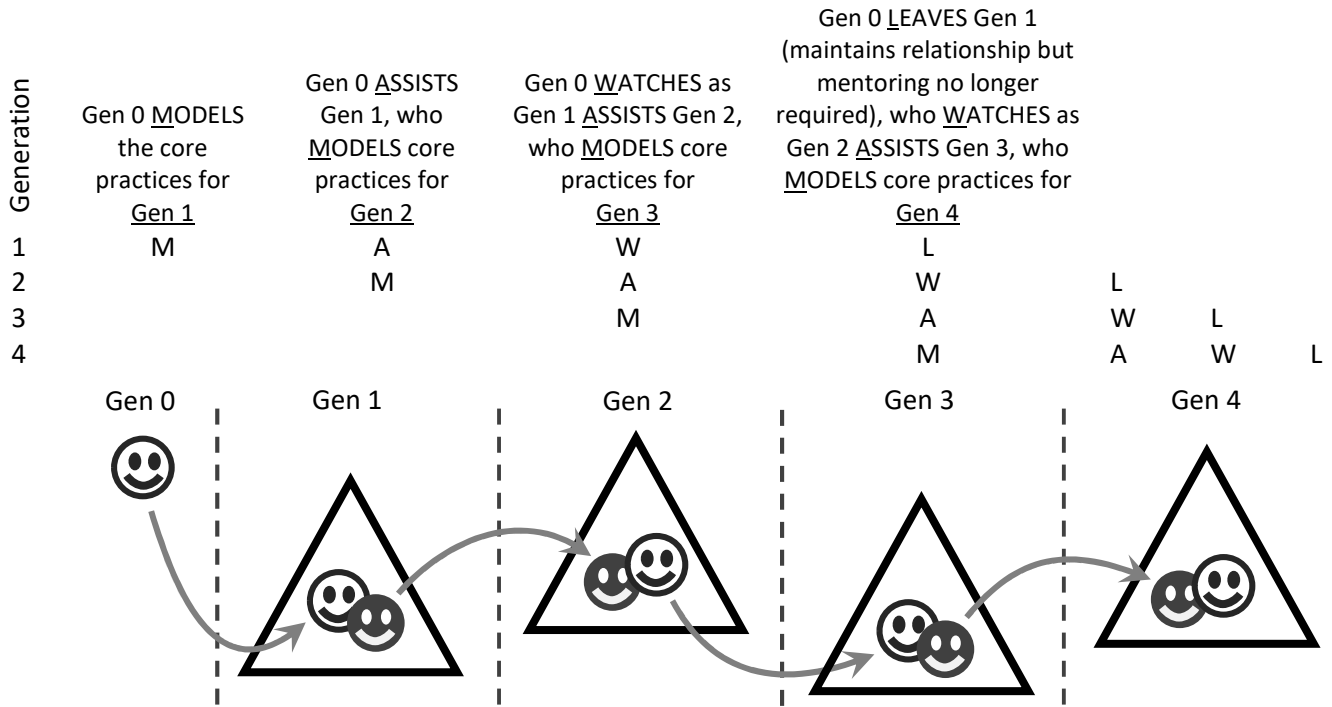 Generation
Gen 0 MODELS
the core
practices for
Gen 1
Gen 0 ASSISTS
Gen 1, who
MODELS core
practices for
Gen 2
Gen 0 WATCHES as
Gen 1 ASSISTS Gen 2,
who MODELS core
practices for
Gen 3
Gen 0 LEAVES Gen 1
(maintains relationship but
mentoring no longer
required), who WATCHES as
Gen 2 ASSISTS Gen 3, who
MODELS core practices for
Gen 4
1 M A W L
2 M A W L
3 M A W L
4 M A W L
Gen 0 Gen 1 Gen 2 Gen 3 Gen 4